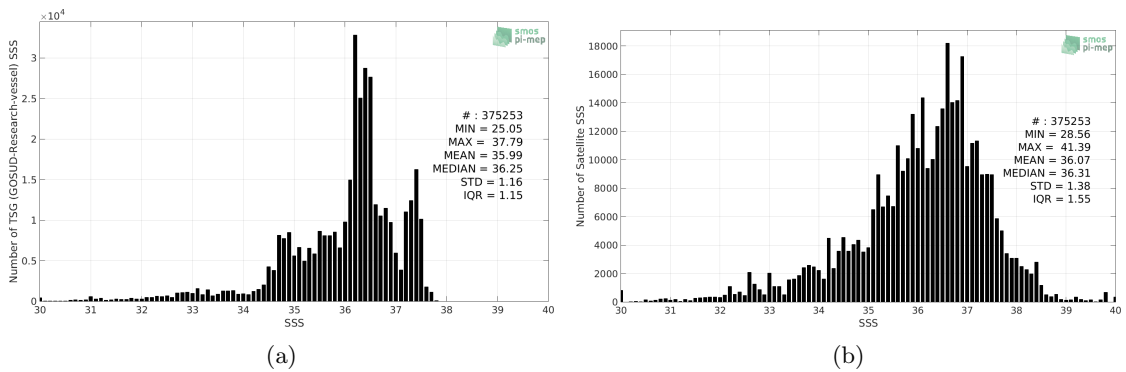 ×10⁴
smos
pi-mep
Number of TSG (GOSUD-Research-vessel) SSS
3
2.5
2
1.5
1
0.5
0
# : 375253
MIN = 25.05
MAX = 37.79
MEAN = 35.99
MEDIAN = 36.25
STD = 1.16
IQR = 1.15
30 31 32 33 34 35 36 37 38 39 40
SSS
(a)
smos
pi-mep
Number of Satellite SSS
18000
16000
14000
12000
10000
8000
6000
4000
2000
0
# : 375253
MIN = 28.56
MAX = 41.39
MEAN = 36.07
MEDIAN = 36.31
STD = 1.38
IQR = 1.55
30 31 32 33 34 35 36 37 38 39 40
SSS
(b)